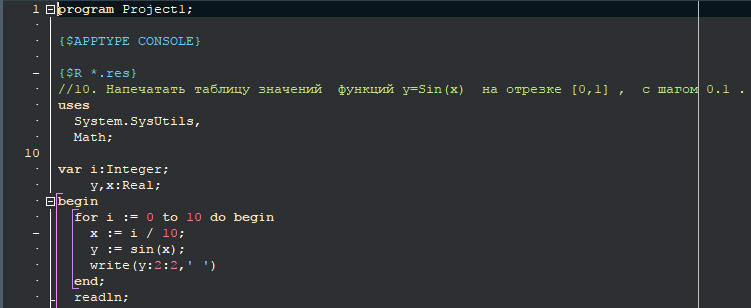 1 program Project1;
{$APPTYPE CONSOLE}
{$R *.res}
//10. Напечатать таблицу значений  функций y=Sin(x)  на отрезке [0,1] ,  с шагом 0.1 .
uses
  System.SysUtils,
  Math;
10
var i:Integer;
    y,x:Real;
begin
  for i := 0 to 10 do begin
    x := i / 10;
    y := sin(x);
    write(y:2:2,' ')
  end;
  readln;